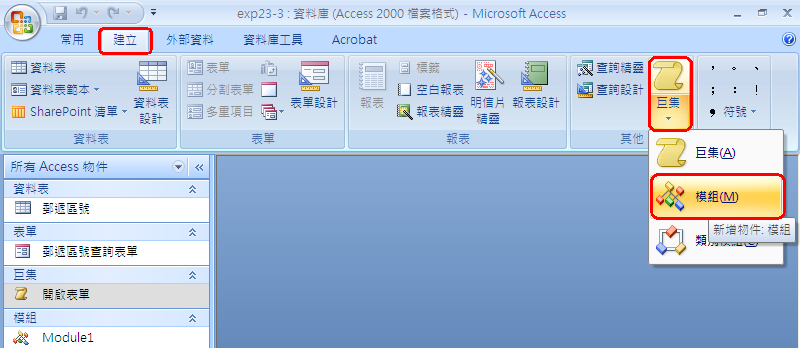 exp23-3 : 資料庫 (Access 2000 檔案格式) - Microsoft Access
常用 建立 外部資料 資料庫工具 Acrobat
資料表 表單 標籤 查詢精靈 ; 。 、
資料表範本 分割表單 空白報表 查詢設計 ; : !
SharePoint 清單 多重項目 報表精靈 , 符號
資料表設計 表單設計 報表 明信片精靈 報表設計 巨集
資料表 表單 報表 其他
所有 Access 物件
資料表
郵遞區號
表單
郵遞區號查詢表單
巨集
開啟表單
模組
Module1
巨集(A)
模組(M)
新增物件: 模組